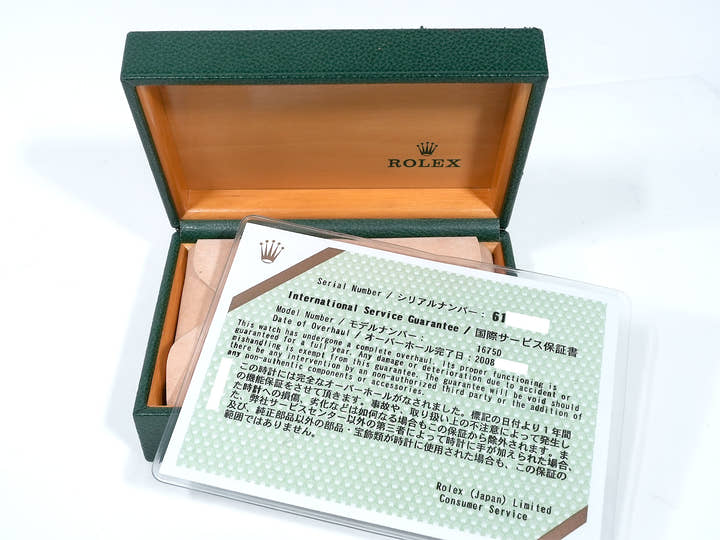 ROLEX
Serial Number / シリアルナンバー: 61
International Service Guarantee / 国際サービス保証書
Model Number / モデルナンバー: 1675D
Date of Overhaul / オーバーホール完了日: 2008
This watch has undergone a complete overhaul. Its proper functioning is
guaranteed for a full year. Any damage or deterioration due to accident or
mishandling is exempt from this guarantee. The guarantee will be void should
there be any intervention by a non-authorized third party or the addition of
any non-authentic components or accessories.
この時計には完全なオーバーホールがなされました。標記の日付より1年間
の機能保証をさせて頂きます。事故や、取り扱い上の不注意によって発生し
た時計への損傷、劣化などは如何なる場合もこの保証から除外されます。ま
た、弊社サービスセンター以外の第三者によって時計に手が加えられた場合、
及び、純正部品以外の部品・宝飾類が時計に使用された場合も、この保証の
範囲ではありません。
Rolex (Japan) Limited
Consumer Service